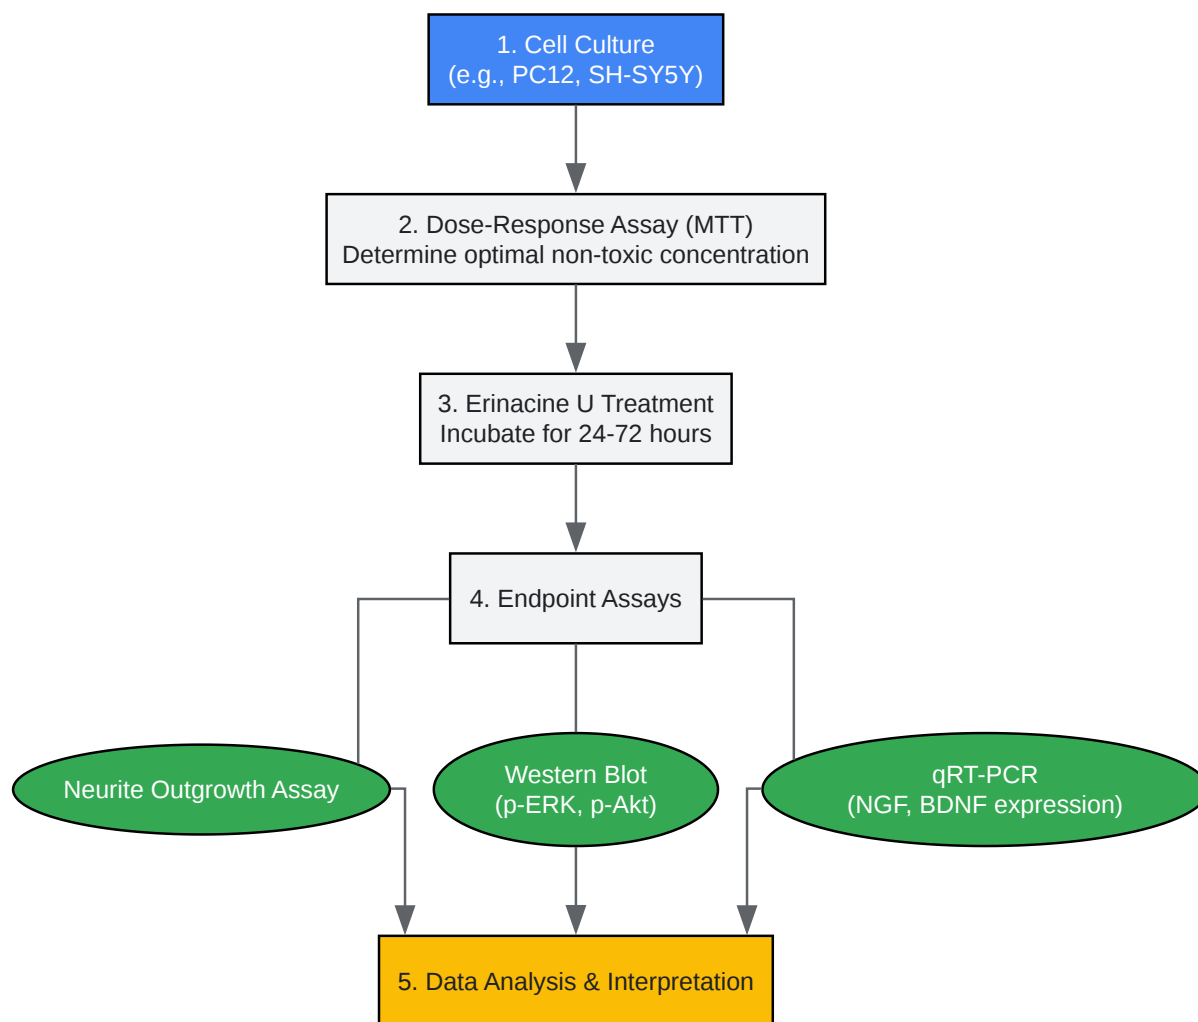 1. Cell Culture
(e.g., PC12, SH-SY5Y)
2. Dose-Response Assay (MTT)
Determine optimal non-toxic concentration
3. Erinacine U Treatment
Incubate for 24-72 hours
4. Endpoint Assays
Neurite Outgrowth Assay
Western Blot
(p-ERK, p-Akt)
qRT-PCR
(NGF, BDNF expression)
5. Data Analysis & Interpretation